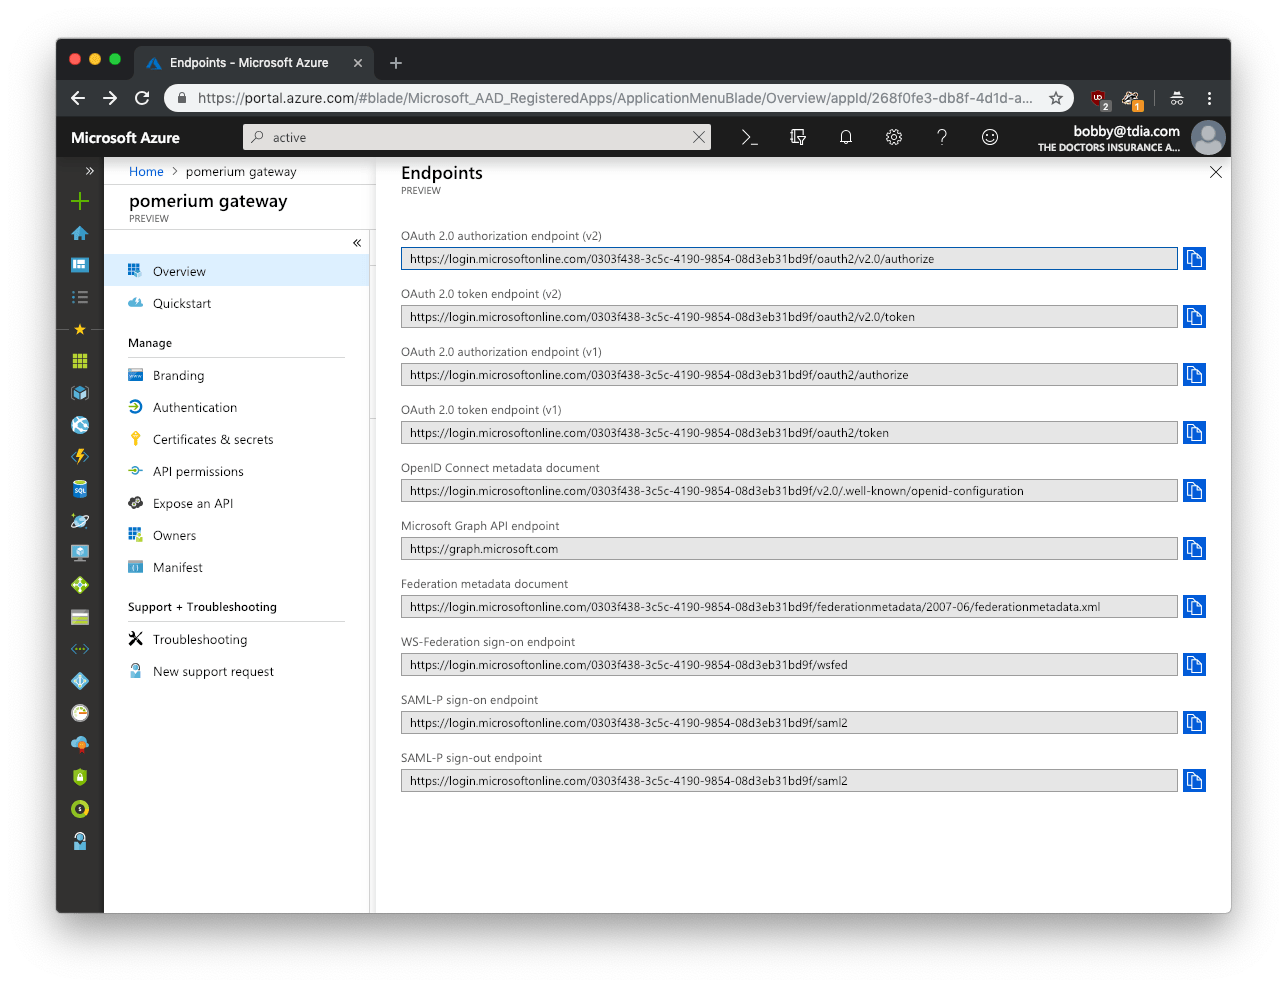 Endpoints - Microsoft Azure
https://portal.azure.com/#blade/Microsoft_AAD_RegisteredApps/ApplicationMenuBlade/Overview/appId/268f0fe3-db8f-4d1d-a...
2
1
Microsoft Azure
active
bobby@tdia.com
THE DOCTORS INSURANCE A...
Home > pomerium gateway
pomerium gateway
PREVIEW
Overview
Quickstart
Manage
Branding
Authentication
Certificates & secrets
API permissions
Expose an API
Owners
Manifest
Support + Troubleshooting
Troubleshooting
New support request
Endpoints
PREVIEW
OAuth 2.0 authorization endpoint (v2)
https://login.microsoftonline.com/0303f438-3c5c-4190-9854-08d3eb31bd9f/oauth2/v2.0/authorize
OAuth 2.0 token endpoint (v2)
https://login.microsoftonline.com/0303f438-3c5c-4190-9854-08d3eb31bd9f/oauth2/v2.0/token
OAuth 2.0 authorization endpoint (v1)
https://login.microsoftonline.com/0303f438-3c5c-4190-9854-08d3eb31bd9f/oauth2/authorize
OAuth 2.0 token endpoint (v1)
https://login.microsoftonline.com/0303f438-3c5c-4190-9854-08d3eb31bd9f/oauth2/token
OpenID Connect metadata document
https://login.microsoftonline.com/0303f438-3c5c-4190-9854-08d3eb31bd9f/v2.0/.well-known/openid-configuration
Microsoft Graph API endpoint
https://graph.microsoft.com
Federation metadata document
https://login.microsoftonline.com/0303f438-3c5c-4190-9854-08d3eb31bd9f/federationmetadata/2007-06/federationmetadata.xml
WS-Federation sign-on endpoint
https://login.microsoftonline.com/0303f438-3c5c-4190-9854-08d3eb31bd9f/wsfed
SAML-P sign-on endpoint
https://login.microsoftonline.com/0303f438-3c5c-4190-9854-08d3eb31bd9f/saml2
SAML-P sign-out endpoint
https://login.microsoftonline.com/0303f438-3c5c-4190-9854-08d3eb31bd9f/saml2